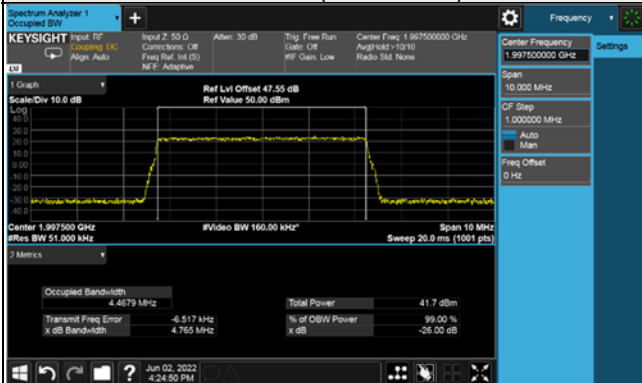 Spectrum Analyzer 1
Occupied BW
+
Frequency
KEYSIGHT Input: RF Input Z: 50 Ω Atten: 30 dB Trig: Free Run Center Freq: 1.997500000 GHz
Coupling: DC Corrections: Off Gate: Off Avg|Hold:>10/10
Align: Auto Freq Ref: Int (S) #IF Gain: Low Radio Std: None
NFE: Adaptive
LU
Center Frequency
1.997500000 GHz
Settings
Span
10.000 MHz
CF Step
1.000000 MHz
Auto
Man
Freq Offset
0 Hz
1 Graph
Ref Lvl Offset 47.55 dB
Scale/Div 10.0 dB Ref Value 50.00 dBm
Log
40.0
30.0
20.0
10.0
0.00
-10.0
-20.0
-30.0
-40.0
Center 1.997500 GHz #Video BW 160.00 kHz* Span 10 MHz
#Res BW 51.000 kHz Sweep 20.0 ms (1001 pts)
2 Metrics
Occupied Bandwidth
4.4679 MHz Total Power 41.7 dBm
Transmit Freq Error -6.517 kHz % of OBW Power 99.00 %
x dB Bandwidth 4.765 MHz x dB -26.00 dB
? Jun 02, 2022
4:24:50 PM